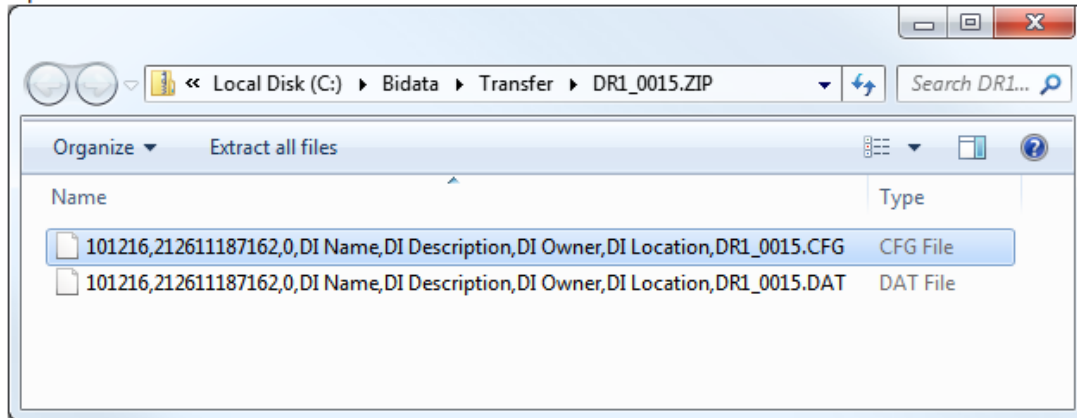 « Local Disk (C:) ▸ Bidata ▸ Transfer ▸ DR1_0015.ZIP Search DR1...
Organize Extract all files
Name Type
101216,212611187162,0,DI Name,DI Description,DI Owner,DI Location,DR1_0015.CFG CFG File
101216,212611187162,0,DI Name,DI Description,DI Owner,DI Location,DR1_0015.DAT DAT File